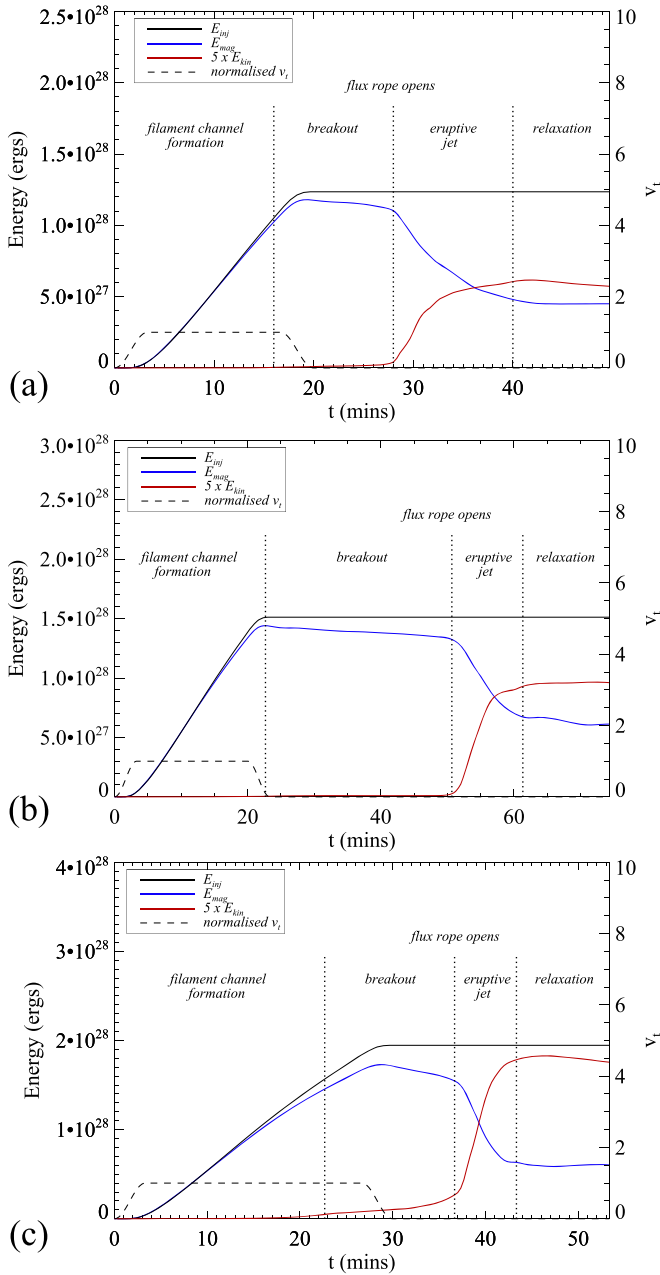 2.5•10^28
2.0•10^28
1.5•10^28
1.0•10^28
5.0•10^27
0
Energy (ergs)
E_inj
E_mag
5 x E_kin
normalised v_t
flux rope opens
filament channel
formation
breakout
eruptive
jet
relaxation
10
8
6
4
2
0
v_t
0 10 20 30 40
t (mins)
(a)
3.0•10^28
2.5•10^28
2.0•10^28
1.5•10^28
1.0•10^28
5.0•10^27
0
Energy (ergs)
E_inj
E_mag
5 x E_kin
normalised v_t
flux rope opens
filament channel
formation
breakout
eruptive
jet
relaxation
10
8
6
4
2
0
v_t
0 20 40 60
t (mins)
(b)
4•10^28
3•10^28
2•10^28
1•10^28
0
Energy (ergs)
E_inj
E_mag
5 x E_kin
normalised v_t
flux rope opens
filament channel
formation
breakout
eruptive
jet
relaxation
10
8
6
4
2
0
v_t
0 10 20 30 40 50
t (mins)
(c)